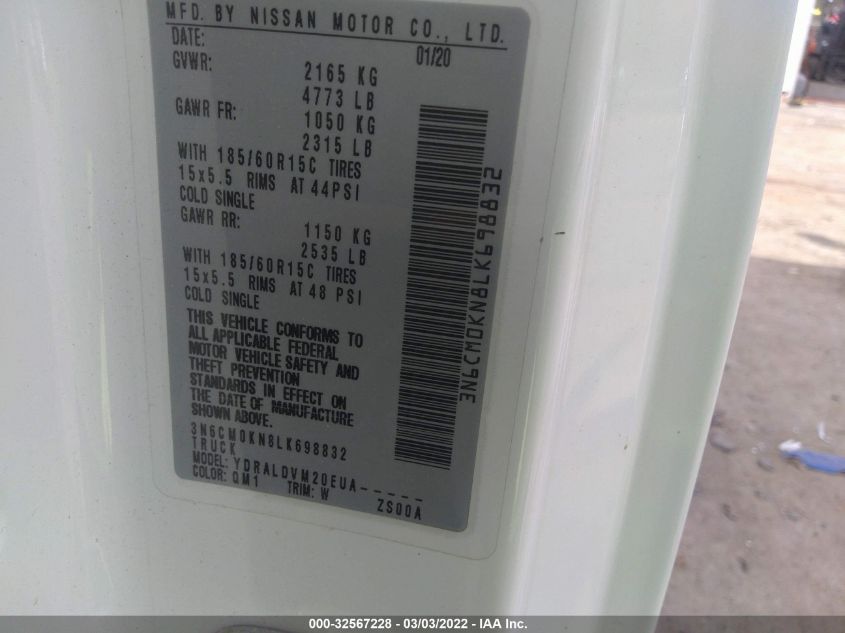 MFD. BY NISSAN MOTOR CO., LTD.
DATE: 01/20
GVWR: 2165 KG
4773 LB
GAWR FR: 1050 KG
2315 LB
WITH 185/60R15C TIRES
15x5.5 RIMS AT 44PSI
COLD SINGLE
GAWR RR: 1150 KG
2535 LB
WITH 185/60R15C TIRES
15x5.5 RIMS AT 48 PSI
COLD SINGLE
THIS VEHICLE CONFORMS TO
ALL APPLICABLE FEDERAL
MOTOR VEHICLE SAFETY AND
THEFT PREVENTION
STANDARDS IN EFFECT ON
THE DATE OF MANUFACTURE
SHOWN ABOVE.
3N6CM0KN8LK698832
TRUCK
MODEL: YDRALDVM20EUA-----
COLOR: QM1 TRIM: W ZS00A
3N6CM0KN8LK698832
000-32567228 - 03/03/2022 - IAA Inc.